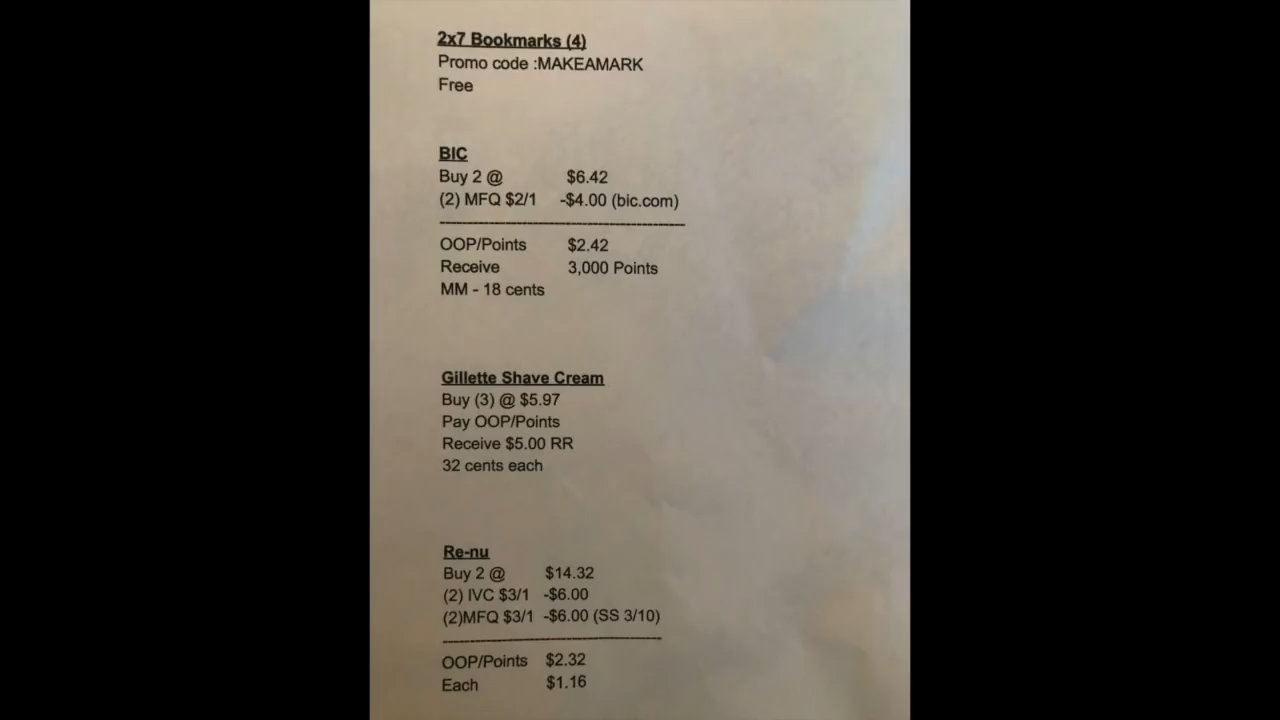 2x7 Bookmarks (4)
Promo code :MAKEAMARK
Free
BIC
Buy 2 @ $6.42
(2) MFQ $2/1 -$4.00 (bic.com)
OOP/Points $2.42
Receive 3,000 Points
MM - 18 cents
Gillette Shave Cream
Buy (3) @ $5.97
Pay OOP/Points
Receive $5.00 RR
32 cents each
Re-nu
Buy 2 @ $14.32
(2) IVC $3/1 -$6.00
(2)MFQ $3/1 -$6.00 (SS 3/10)
OOP/Points $2.32
Each $1.16